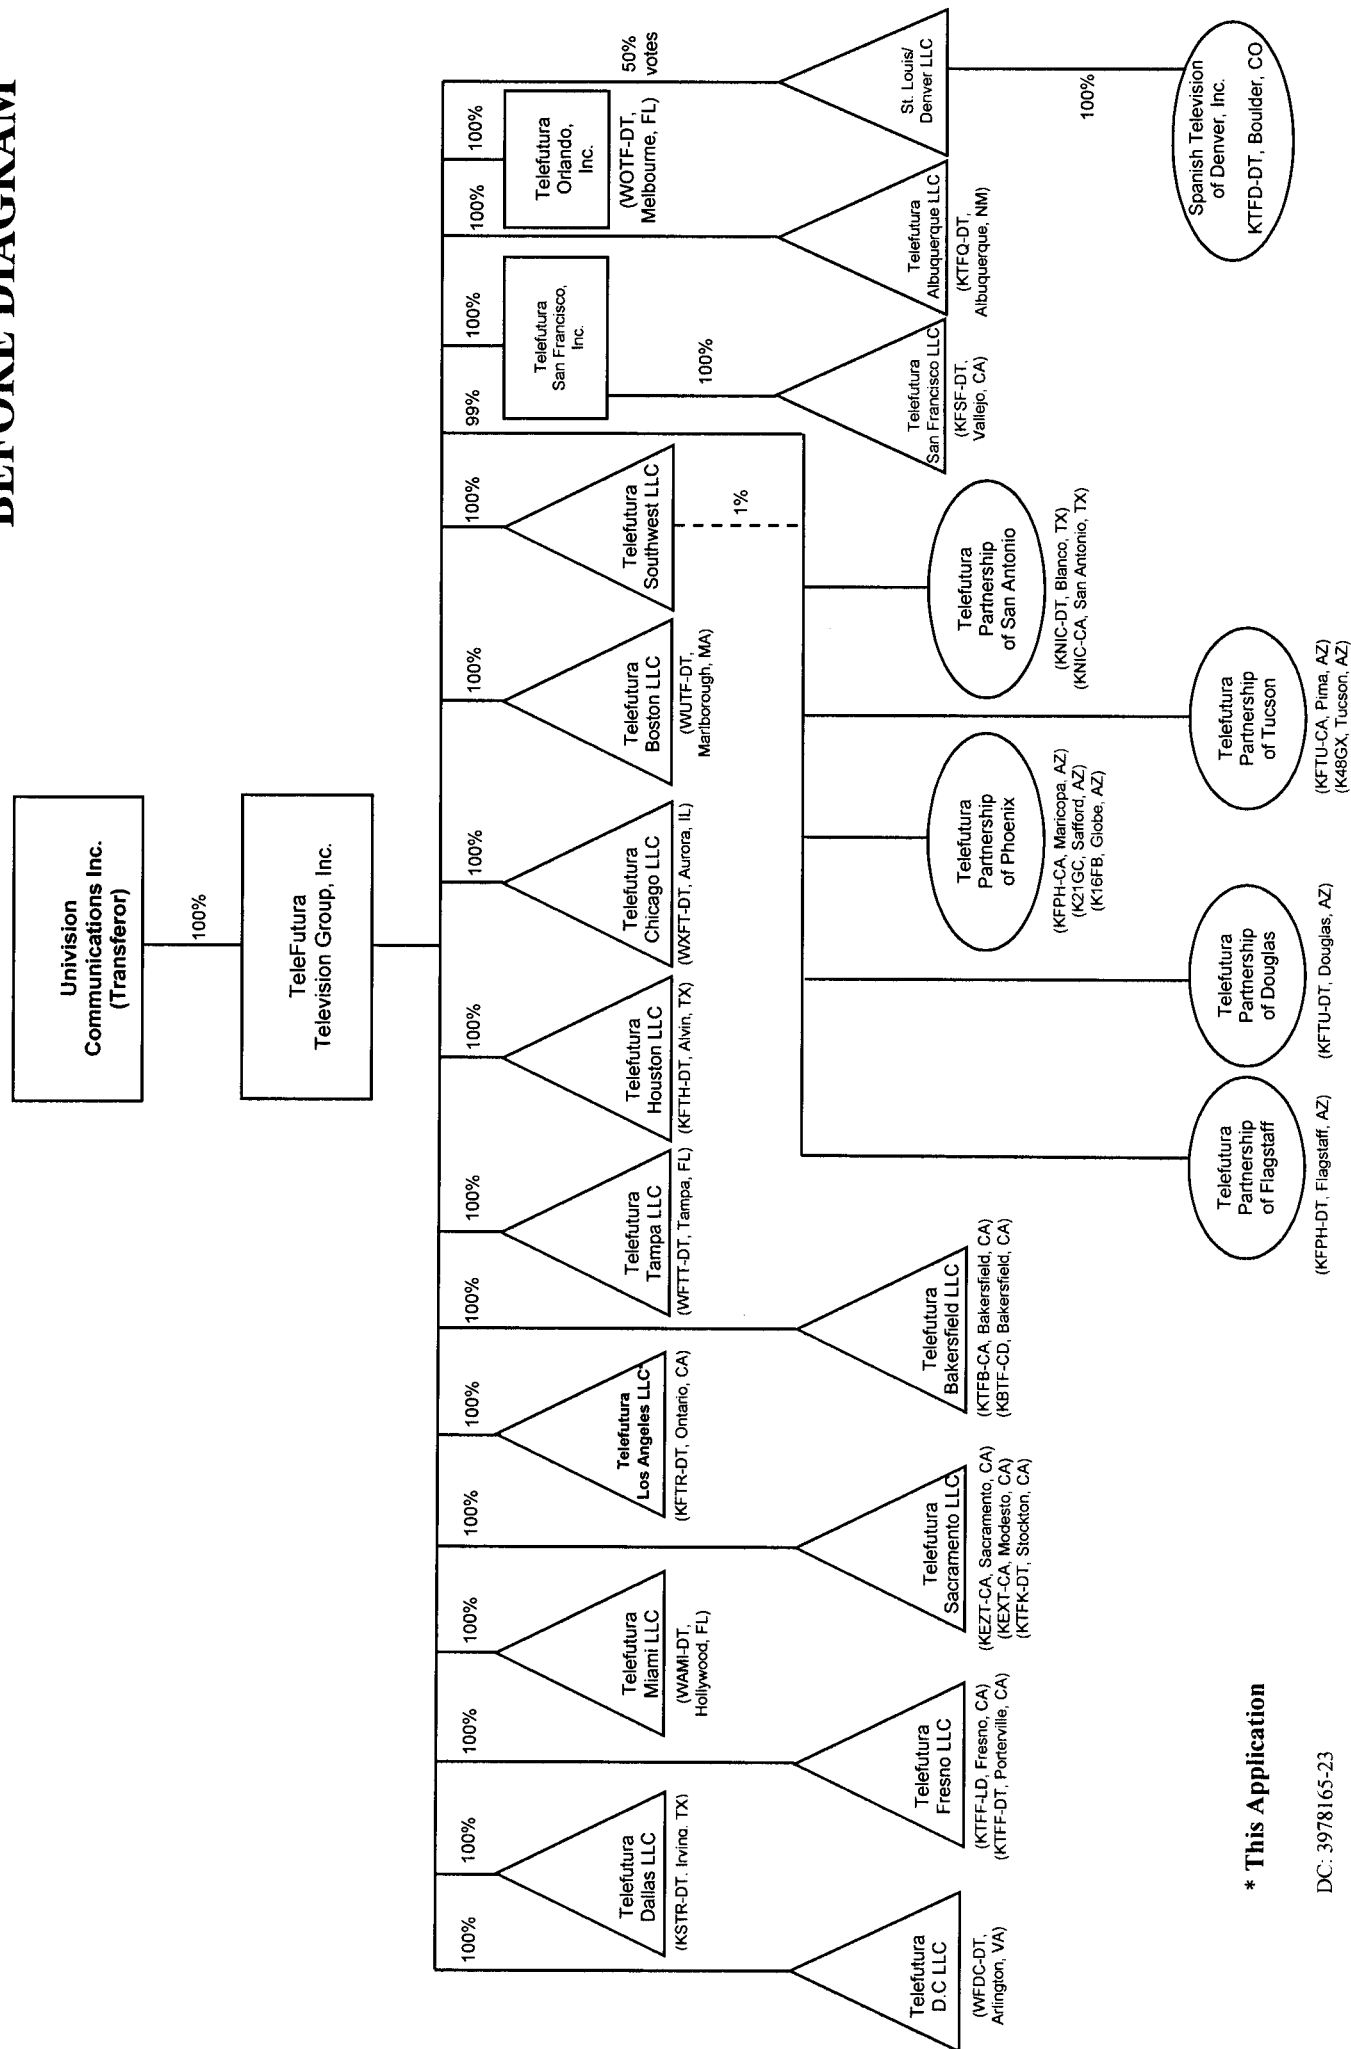 BEFORE DIAGRAM
Univision
Communications Inc.
(Transferor)
100%
TeleFutura
Television Group, Inc.
100%
Telefutura
D.C LLC
(WFDC-DT,
Arlington, VA)
100%
Telefutura
Dallas LLC
(KSTR-DT. Irving. TX)
100%
Telefutura
Fresno LLC
(KTFF-LD, Fresno, CA)
(KTFF-DT, Porterville, CA)
100%
Telefutura
Miami LLC
(WAMI-DT,
Hollywood, FL)
100%
Telefutura
Sacramento LLC
(KEZT-CA, Sacramento, CA)
(KEXT-CA, Modesto, CA)
(KTFK-DT, Stockton, CA)
100%
Telefutura
Los Angeles LLC*
(KFTR-DT, Ontario, CA)
100%
Telefutura
Bakersfield LLC
(KTFB-CA, Bakersfield, CA)
(KBTF-CD, Bakersfield, CA)
100%
Telefutura
Tampa LLC
(WFTT-DT, Tampa, FL)
100%
Telefutura
Houston LLC
(KFTH-DT, Alvin, TX)
100%
Telefutura
Chicago LLC
(WXFT-DT, Aurora, IL)
100%
Telefutura
Boston LLC
(WUTF-DT,
Marlborough, MA)
100%
Telefutura
Southwest LLC
1%
99%
Telefutura
Partnership
of Flagstaff
(KFPH-DT, Flagstaff, AZ)
Telefutura
Partnership
of Douglas
(KFTU-DT, Douglas, AZ)
Telefutura
Partnership
of Phoenix
(KFPH-CA, Maricopa, AZ)
(K21GC, Safford, AZ)
(K16FB, Globe, AZ)
Telefutura
Partnership
of Tucson
(KFTU-CA, Pima, AZ)
(K48GX, Tucson, AZ)
Telefutura
Partnership
of San Antonio
(KNIC-DT, Blanco, TX)
(KNIC-CA, San Antonio, TX)
100%
Telefutura
San Francisco,
Inc.
100%
Telefutura
San Francisco LLC
(KFSF-DT,
Vallejo, CA)
100%
Telefutura
Albuquerque LLC
(KTFQ-DT,
Albuquerque, NM)
100%
Telefutura
Orlando,
Inc.
(WOTF-DT,
Melbourne, FL)
50%
votes
St. Louis/
Denver LLC
100%
Spanish Television
of Denver, Inc.
KTFD-DT, Boulder, CO
* This Application
DC: 3978165-23